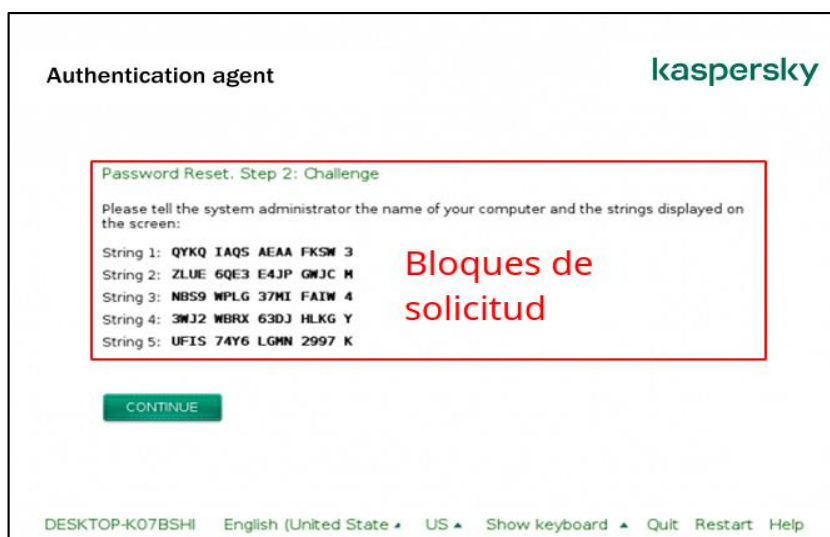 Authentication agent
kaspersky
Password Reset. Step 2: Challenge
Please tell the system administrator the name of your computer and the strings displayed on
the screen:
String 1: QYKQ IAQS AEAA FKSW 3
String 2: ZLUE 6QE3 E4JP GWJC M
String 3: NBS9 WPLG 37MI FAIW 4
String 4: 3WJ2 WBRX 63DJ HLKG Y
String 5: UFIS 74Y6 LGMN 2997 K
Bloques de
solicitud
CONTINUE
DESKTOP-K07BSHI English (United State US Show keyboard Quit Restart Help